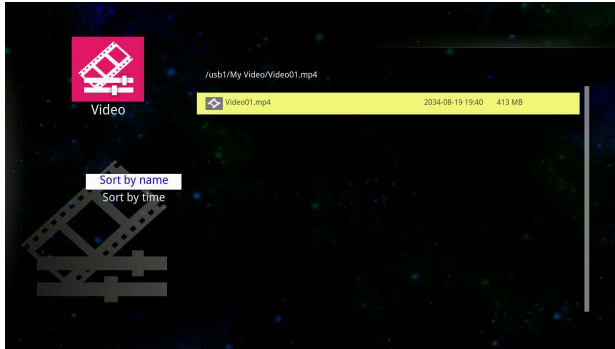 Video
/usb1/My Video/Video01.mp4
Video01.mp4 2034-08-19 19:40 413 MB
Sort by name
Sort by time